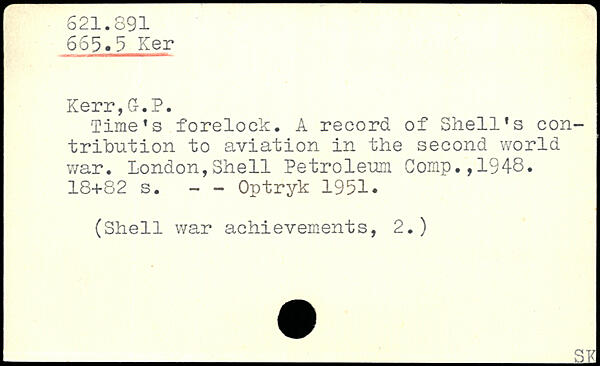 621.891
665.5 Ker
Kerr,G.P.
Time's forelock. A record of Shell's con-
tribution to aviation in the second world
war. London,Shell Petroleum Comp.,1948.
18+82 s. - - Optryk 1951.
(Shell war achievements, 2.)
SK